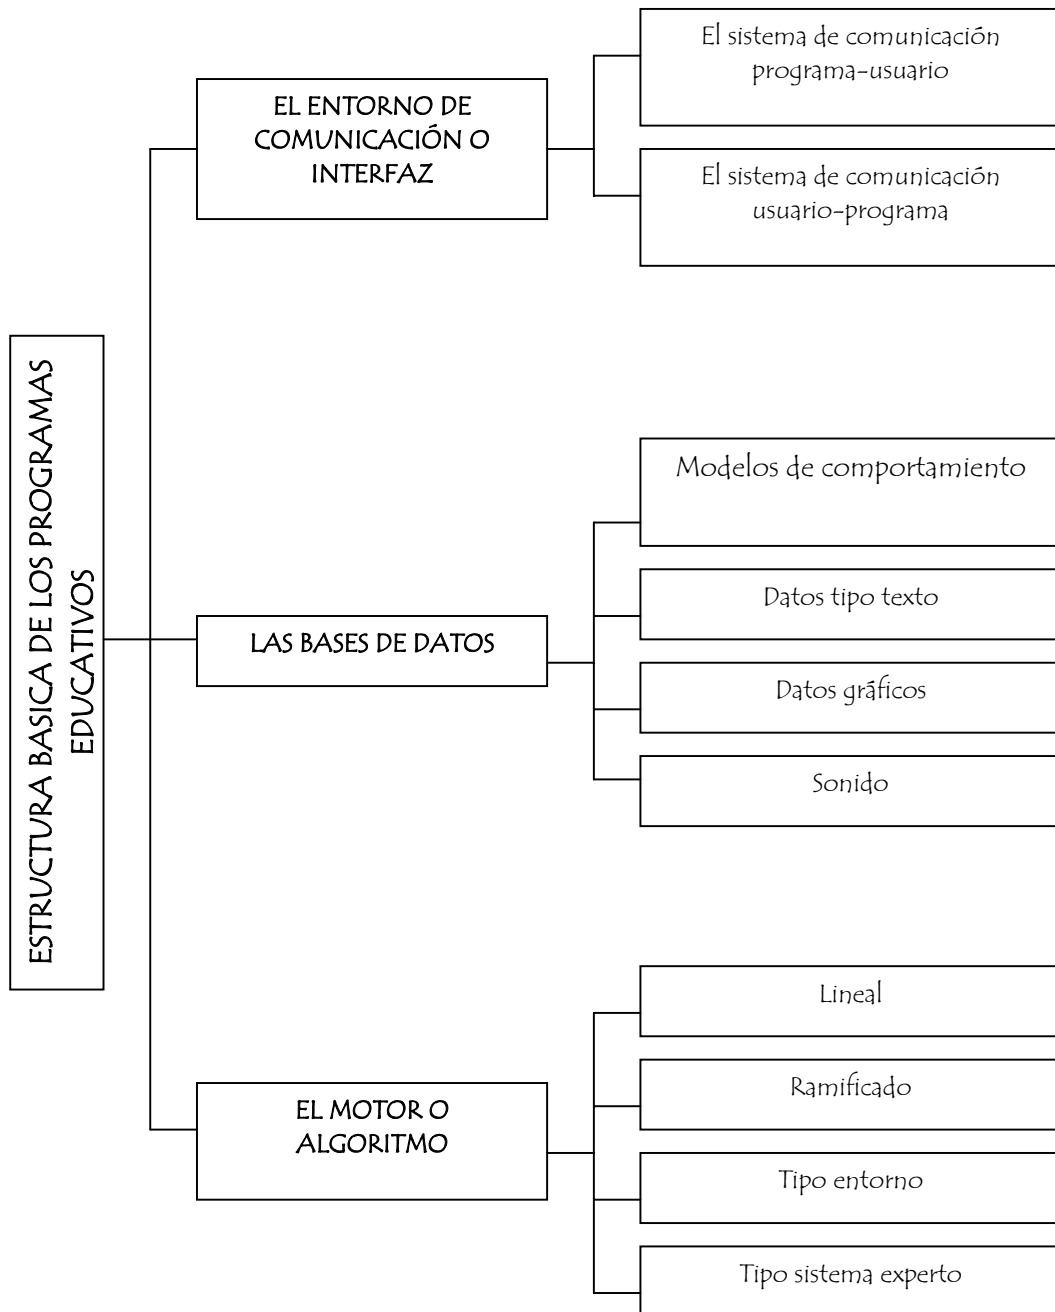 ESTRUCTURA BASICA DE LOS PROGRAMAS
EDUCATIVOS
EL ENTORNO DE
COMUNICACIÓN O
INTERFAZ
El sistema de comunicación
programa-usuario
El sistema de comunicación
usuario-programa
LAS BASES DE DATOS
Modelos de comportamiento
Datos tipo texto
Datos gráficos
Sonido
EL MOTOR O
ALGORITMO
Lineal
Ramificado
Tipo entorno
Tipo sistema experto